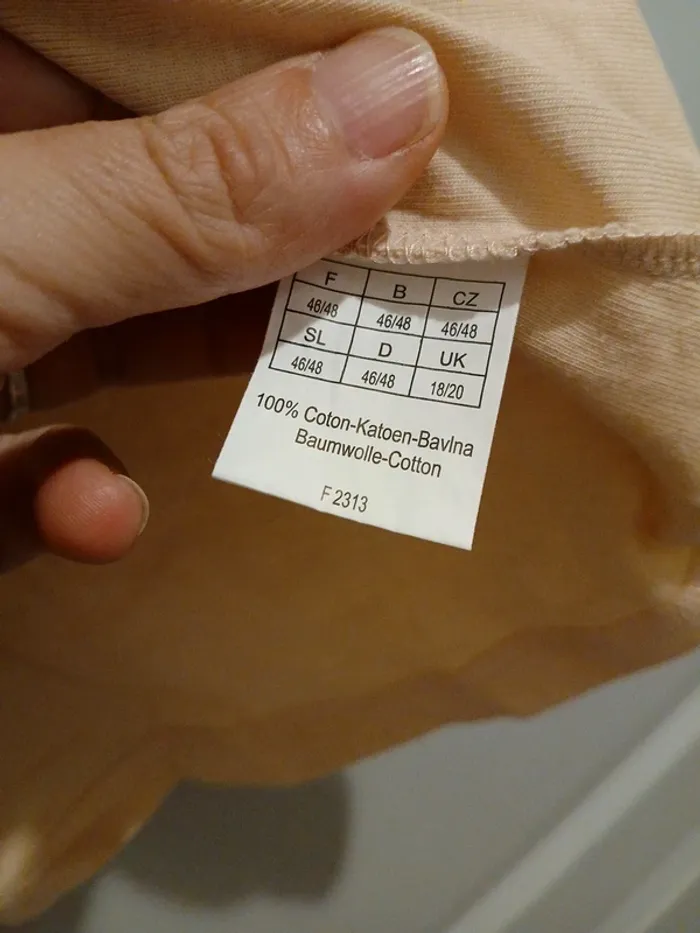 F B CZ
46/48 46/48 46/48
SL D UK
46/48 46/48 18/20
100% Coton-Katoen-Bavlna
Baumwolle-Cotton
F 2313